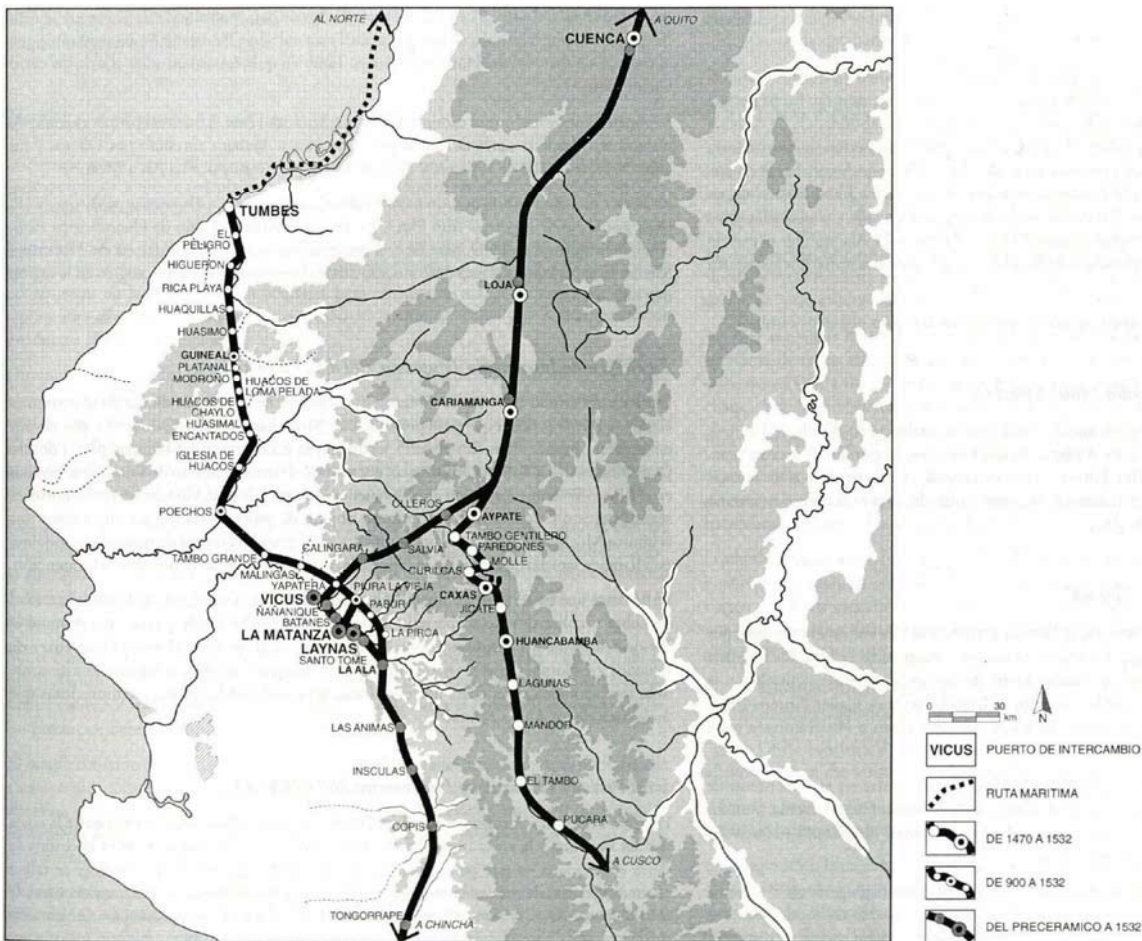 AL NORTE
A QUITO
CUENCA
TUMBES
EL
PELIGRO
HIGUERON
RICA PLAYA
HUAQUILLAS
HUASIMO
GUINEAL
PLATANAL
MODROÑO
HUACOS DE
LOMA PELADA
HUACOS DE
CHAYLO
HUASIMAL
ENCANTADOS
IGLESIA DE
HUACOS
POECHOS
LOJA
CARIAMANGA
OLLEROS
AYPATE
TAMBO GENTILERO
PAREDONES
MOLLE
CALINGARA
SALVIA
CURILCAS
CAXAS
JICATE
TAMBO GRANDE
MALINGAS
YAPATERA
PIURA LA VIEJA
PABUR
VICUS
ÑAÑANIQUE
BATANES
LA MATANZA
LA PIRCA
LAYNAS
SANTO TOME
LA ALA
HUANCABAMBA
LAGUNAS
MANDOR
LAS ANIMAS
INSCULAS
EL TAMBO
COPIS
PUCARA
A CUSCO
TONGORRAPE
A CHINCHA
0 30
km
N
VICUS PUERTO DE INTERCAMBIO
RUTA MARITIMA
DE 1470 A 1532
DE 900 A 1532
DEL PRECERAMICO A 1532